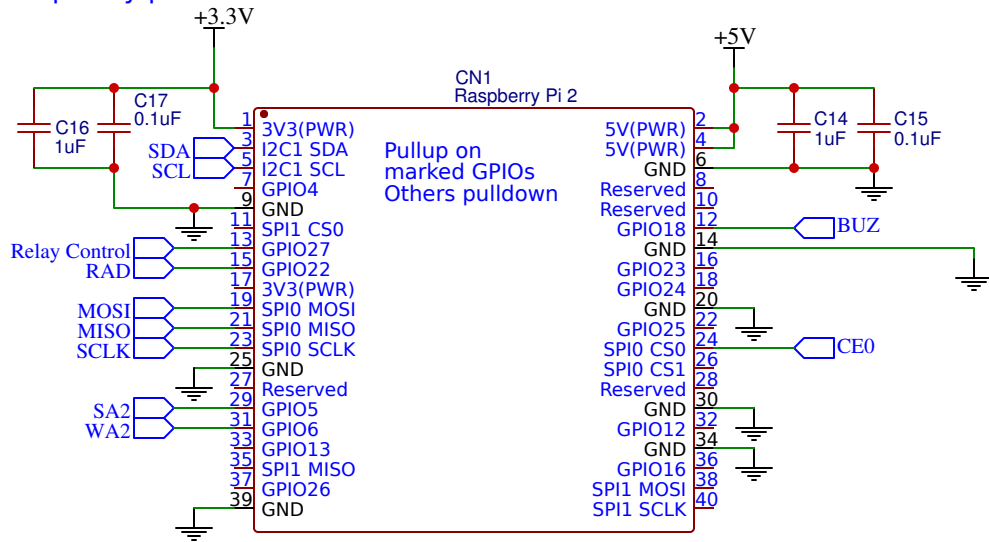 +3.3V
+5V
CN1
Raspberry Pi 2
C17
0.1uF
C16
1uF
C14
1uF
C15
0.1uF
Pullup on
marked GPIOs
Others pulldown
1 3V3(PWR)
SDA 3 I2C1 SDA
SCL 5 I2C1 SCL
7 GPIO4
9 GND
11 SPI1 CS0
Relay Control 13 GPIO27
RAD 15 GPIO22
17 3V3(PWR)
MOSI 19 SPI0 MOSI
MISO 21 SPI0 MISO
SCLK 23 SPI0 SCLK
25 GND
27 Reserved
SA2 29 GPIO5
WA2 31 GPIO6
33 GPIO13
35 SPI1 MISO
37 GPIO26
39 GND
5V(PWR) 2
5V(PWR) 4
GND 6
Reserved 8
Reserved 10
GPIO18 12 BUZ
GND 14
GPIO23 16
GPIO24 18
GND 20
GPIO25 22
SPI0 CS0 24 CE0
SPI0 CS1 26
Reserved 28
GND 30
GPIO12 32
GND 34
GPIO16 36
SPI1 MOSI 38
SPI1 SCLK 40